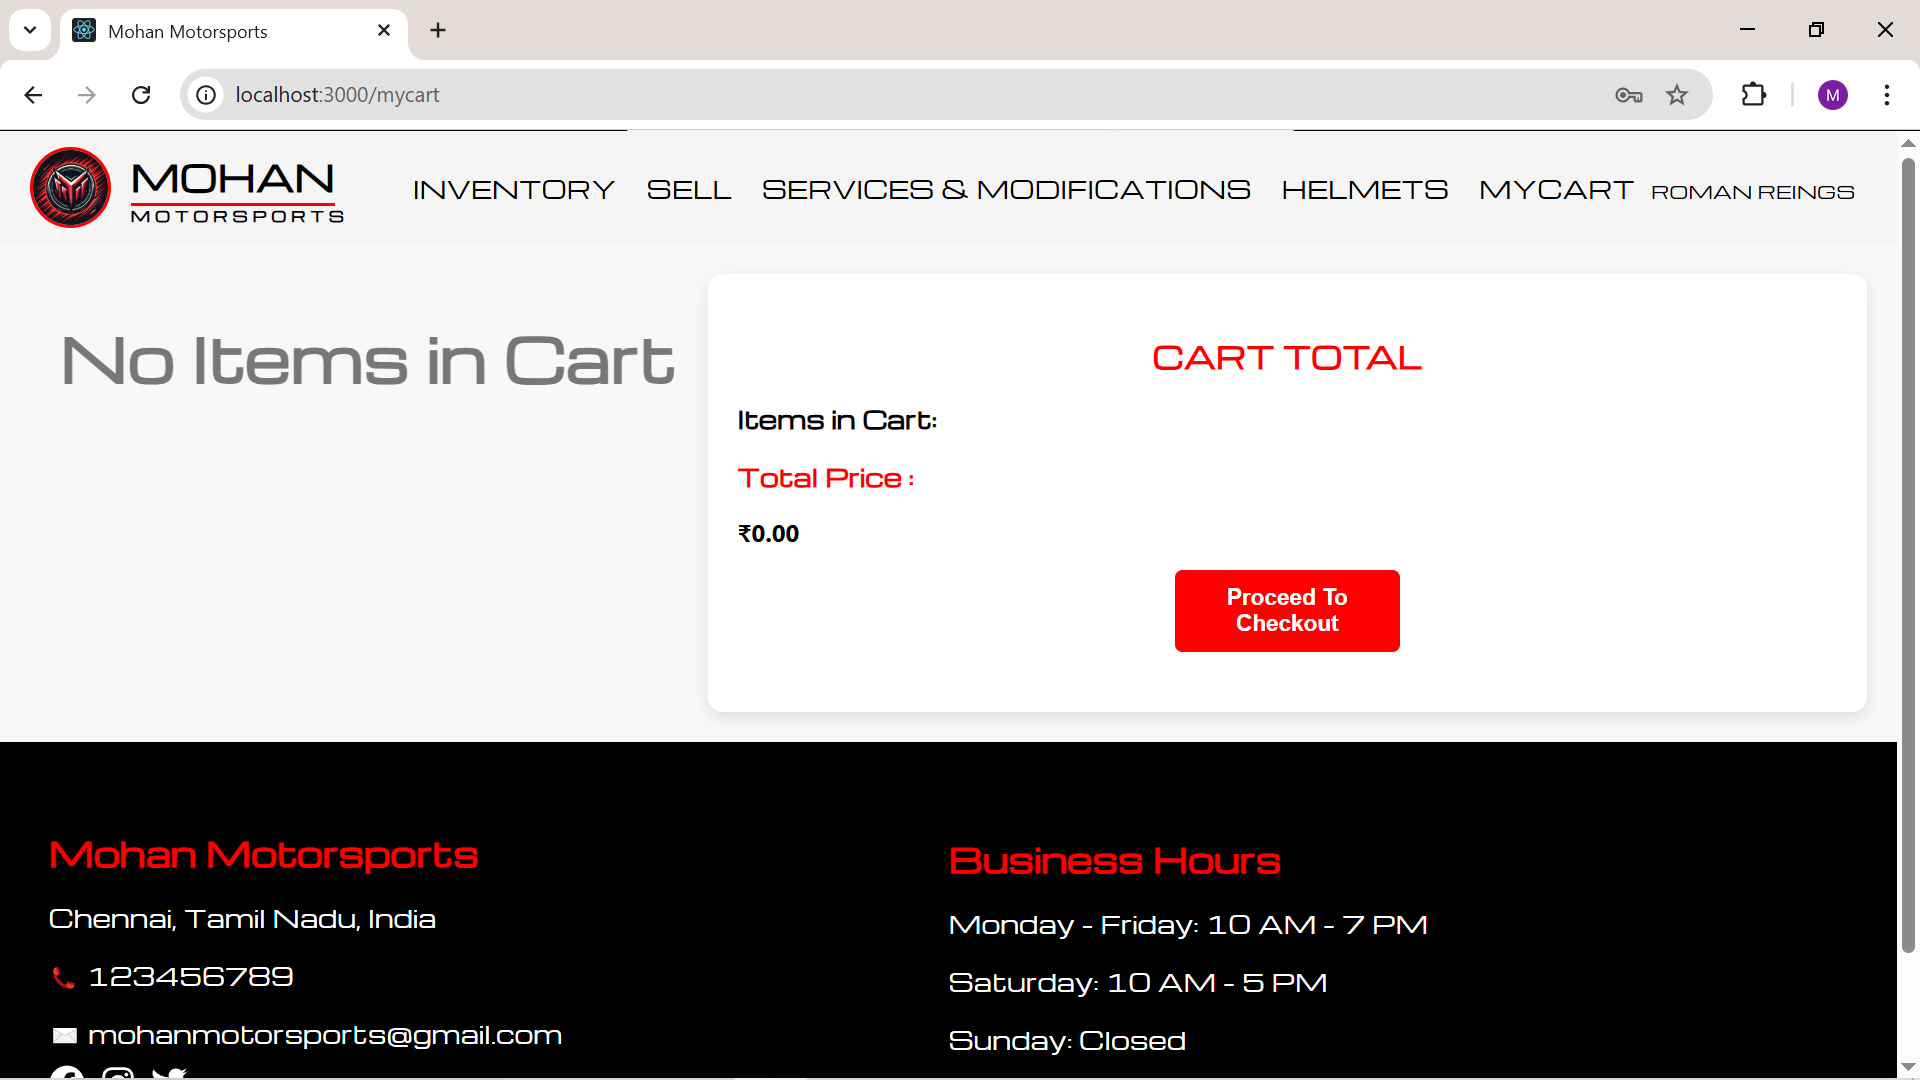 Mohan Motorsports
localhost:3000/mycart
M
MOHAN
MOTORSPORTS
INVENTORY SELL SERVICES & MODIFICATIONS HELMETS MYCART ROMAN REINGS
No Items in Cart
CART TOTAL
Items in Cart:
Total Price :
₹0.00
Proceed To
Checkout
Mohan Motorsports
Chennai, Tamil Nadu, India
123456789
mohanmotorsports@gmail.com
Business Hours
Monday - Friday: 10 AM - 7 PM
Saturday: 10 AM - 5 PM
Sunday: Closed